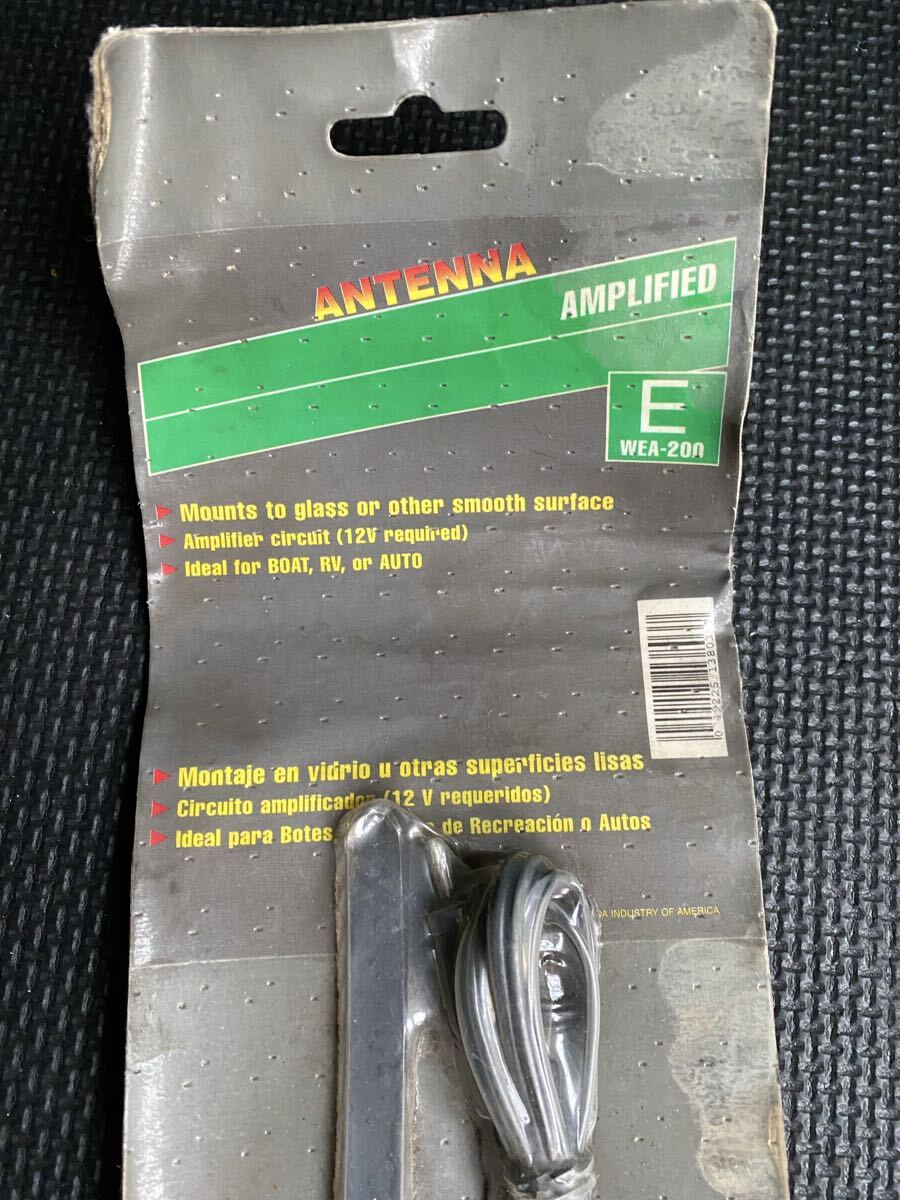 ANTENNA
AMPLIFIED
E
WEA-200
Mounts to glass or other smooth surface
Amplifier circuit (12V required)
Ideal for BOAT, RV, or AUTO
Montaje en vidrio u otras superficies lisas
Circuito amplificador (12 V requeridos)
Ideal para Botes, de Recreación o Autos
INDUSTRY OF AMERICA